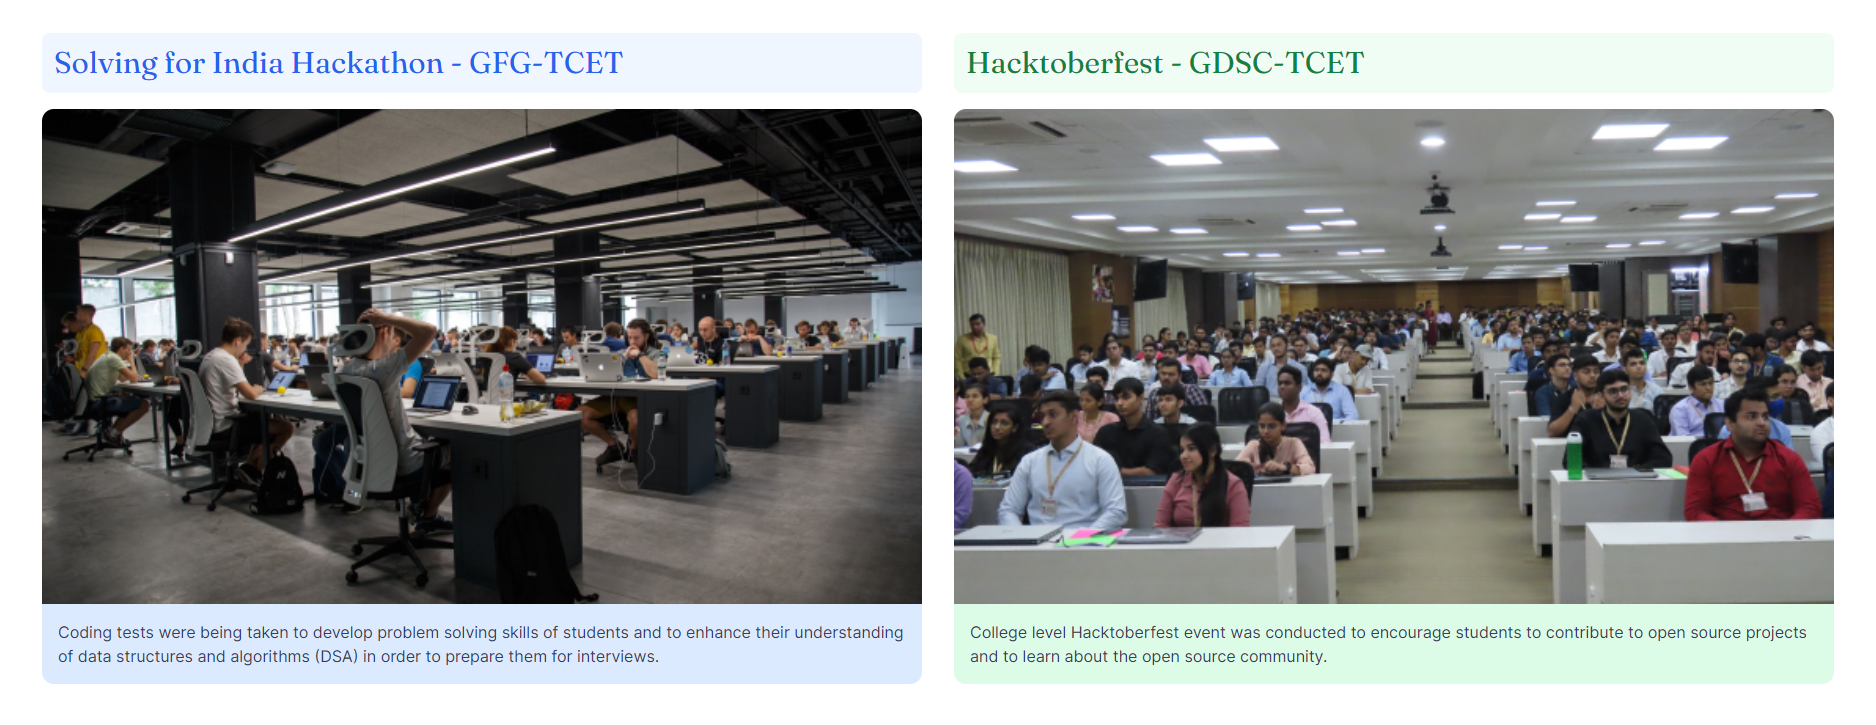 Solving for India Hackathon - GFG-TCET
Coding tests were being taken to develop problem solving skills of students and to enhance their understanding
of data structures and algorithms (DSA) in order to prepare them for interviews.
Hacktoberfest - GDSC-TCET
College level Hacktoberfest event was conducted to encourage students to contribute to open source projects
and to learn about the open source community.